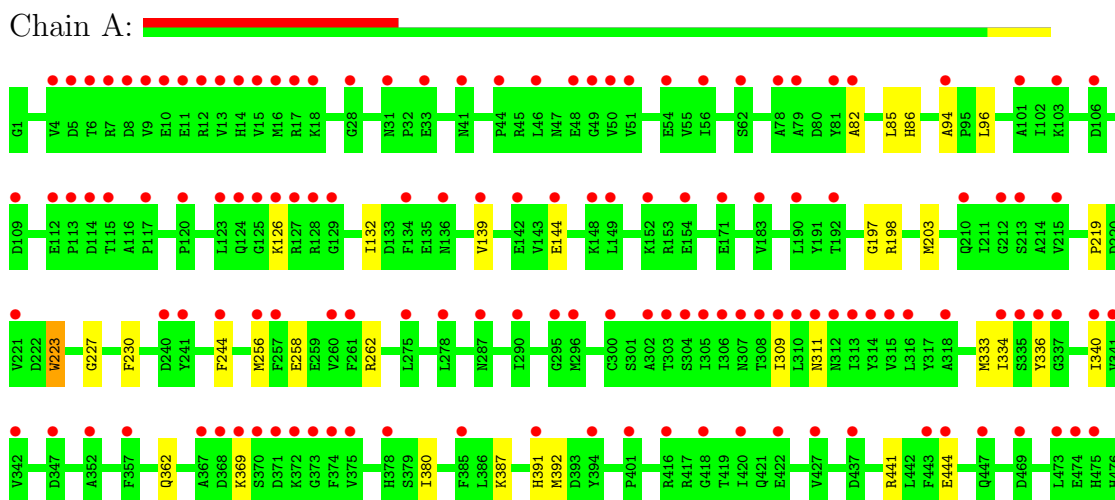 Chain A:
G1 V4 D5 T6 R7 D8 V9 E10 E11 R12 V13 H14 V15 M16 R17 K18 G28 N31 P32 E33 N41 P44 R45 L46 N47 E48 G49 V50 V51 E54 V55 I56 S62 A78 A79 D80 Y81 A82 L85 H86 A94 P95 L96 A101 I102 K103 D106
D109 E112 P113 D114 T115 A116 P117 P120 L123 Q124 G125 K126 R127 R128 G129 I132 D133 F134 E135 N136 V139 E142 V143 E144 K148 L149 K152 R153 E154 E171 V183 L190 Y191 T192 G197 R198 M203 Q210 I211 G212 S213 A214 V215 P219
V221 D222 W223 G227 F230 D240 Y241 F244 M256 F257 E258 E259 V260 F261 R262 L275 L278 N287 I290 G295 M296 C300 S301 A302 T303 S304 I305 I306 N307 T308 I309 L310 N311 N312 I313 Y314 V315 L316 Y317 A318 M333 I334 S335 Y336 G337 I340
V342 D347 A352 F357 Q362 A367 D368 K369 S370 D371 K372 G373 F374 V375 H378 S379 I380 F385 L386 K387 H391 M392 D393 Y394 P401 R416 R417 G418 T419 I420 Q421 E422 V427 D437 R441 L442 F443 E444 Q447 D469 L473 E474 H475